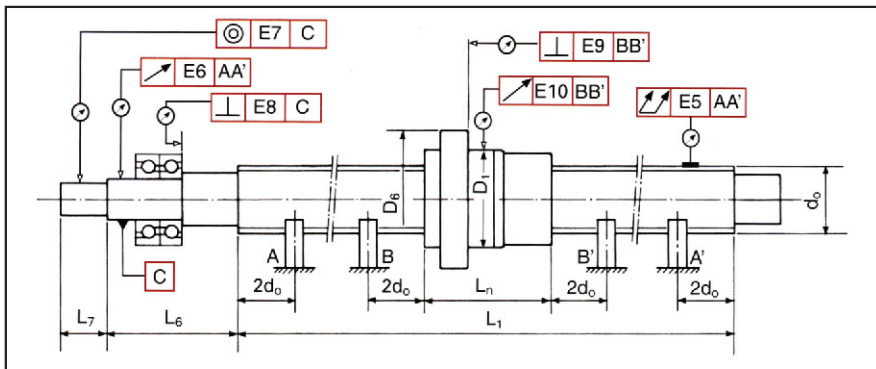 ◎ E7 C
↗ E6 AA'
⊥ E8 C
⊥ E9 BB'
↗ E10 BB'
⌰ E5 AA'
D₆
D₁
d₀
A
B
B'
A'
C
2d₀
2d₀
Lₙ
2d₀
2d₀
L₇
L₆
L₁